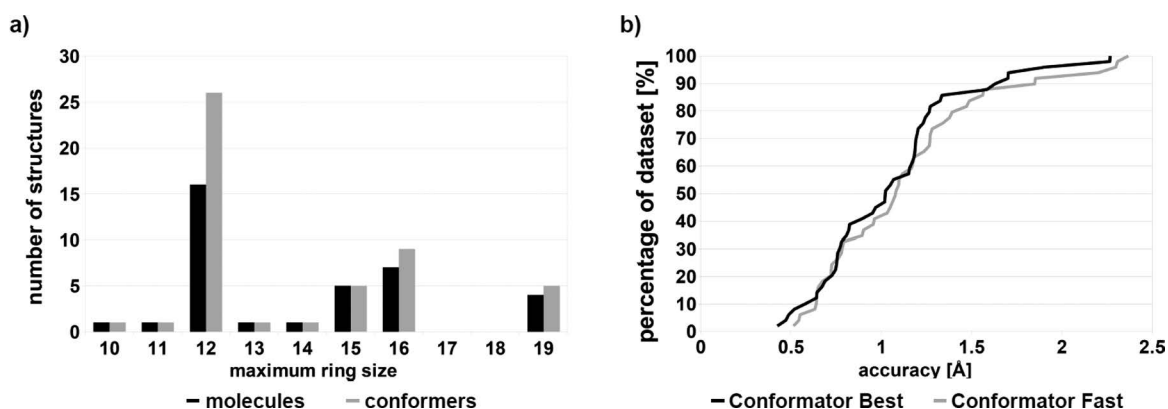 a)
number of structures
30
25
20
15
10
5
0
10 11 12 13 14 15 16 17 18 19
maximum ring size
molecules conformers
b)
percentage of dataset [%]
100
90
80
70
60
50
40
30
20
10
0
0 0.5 1 1.5 2 2.5
accuracy [Å]
Conformator Best Conformator Fast